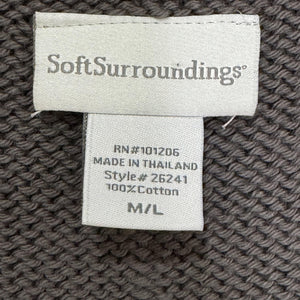 SoftSurroundings®
RN#101206
MADE IN THAILAND
Style# 26241
100%Cotton
M/L